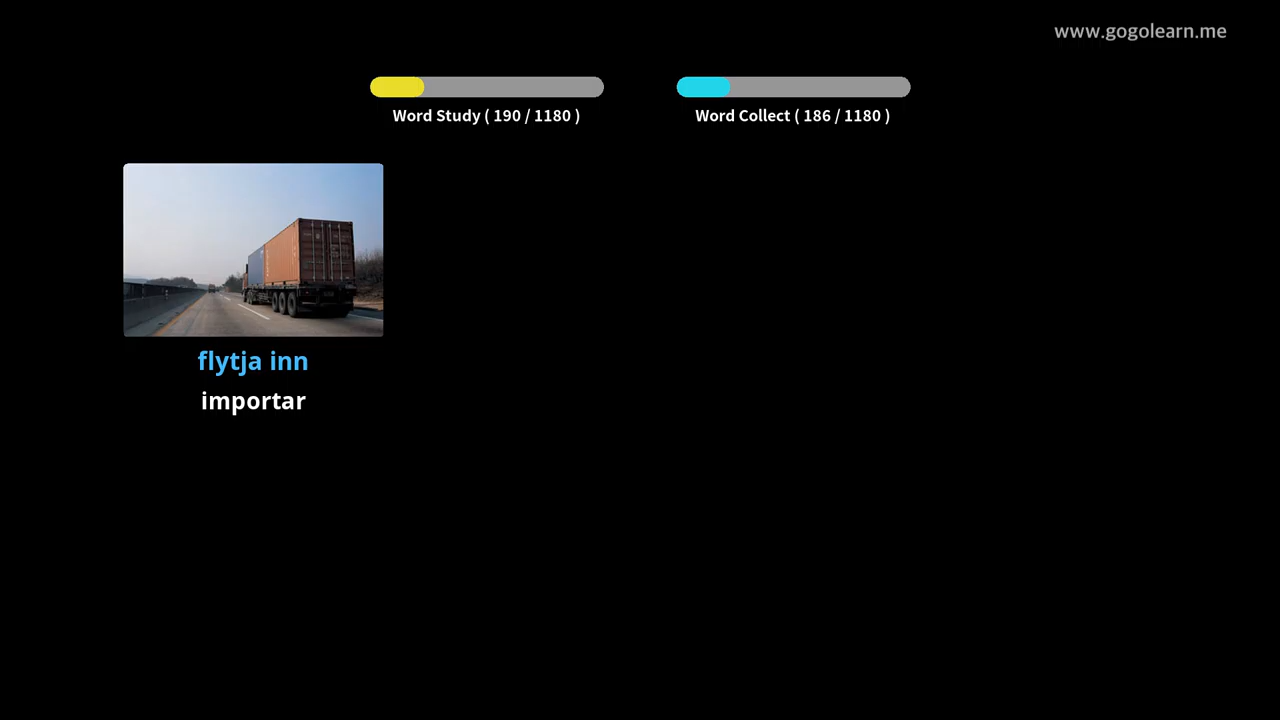 www.gogolearn.me
Word Study ( 190 / 1180 )
Word Collect ( 186 / 1180 )
flytja inn
importar